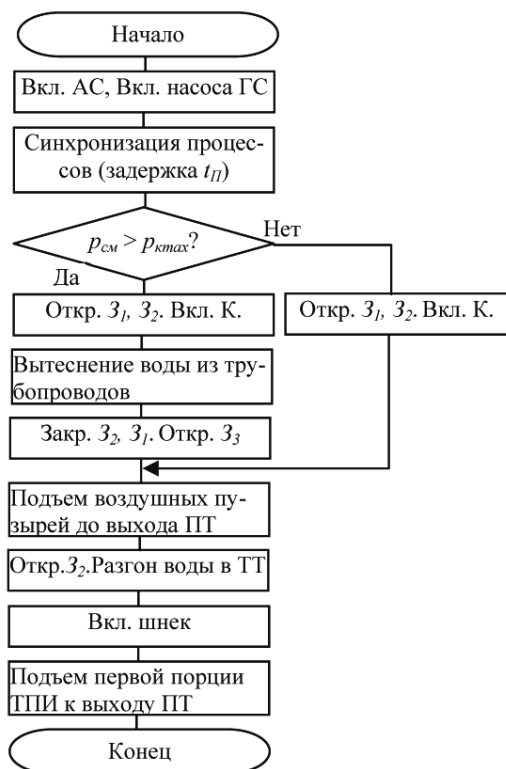 Начало
Вкл. АС, Вкл. насоса ГС
Синхронизация процес-
сов (задержка tП)
pсм > pкmax?
Нет
Да
Откр. З1, З2. Вкл. К.
Откр. З1, З2. Вкл. К.
Вытеснение воды из тру-
бопроводов
Закр. З2, З1. Откр. З3
Подъем воздушных пу-
зырей до выхода ПТ
Откр.З2.Разгон воды в ТТ
Вкл. шнек
Подъем первой порции
ТПИ к выходу ПТ
Конец